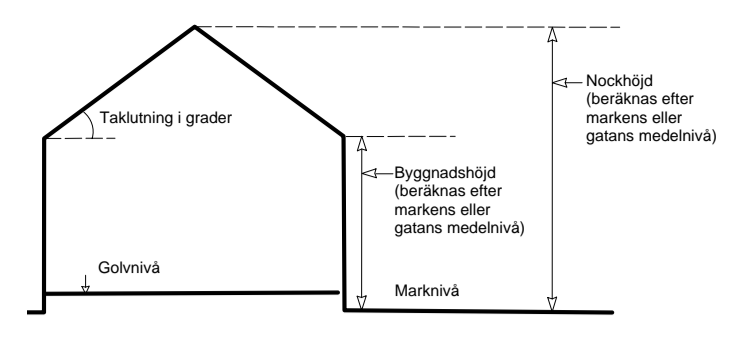 Nockhöjd
(beräknas efter
markens eller
gatans medelnivå)
Taklutning i grader
Byggnadshöjd
(beräknas efter
markens eller
gatans medelnivå)
Golvnivå
Marknivå